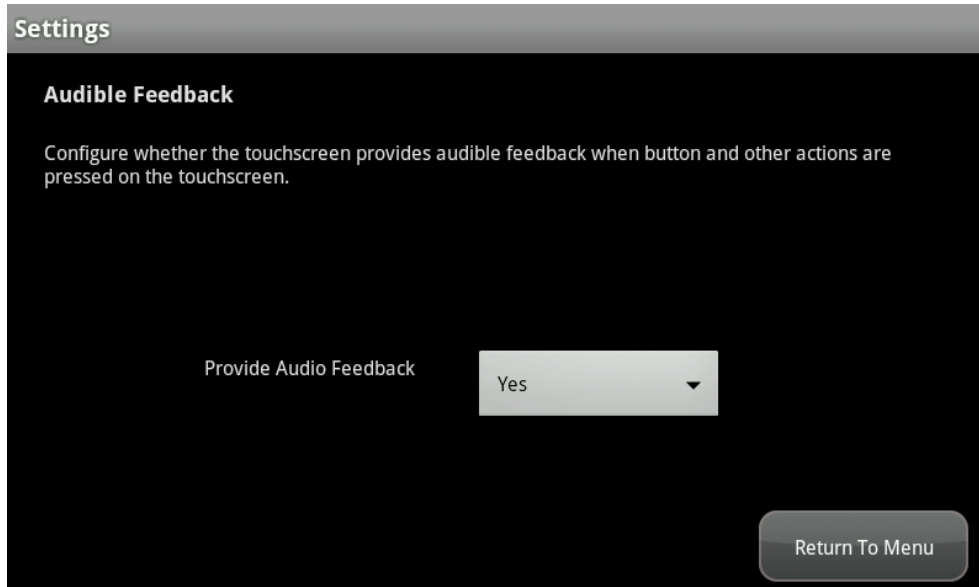 Settings
Audible Feedback
Configure whether the touchscreen provides audible feedback when button and other actions are
pressed on the touchscreen.
Provide Audio Feedback
Yes
Return To Menu